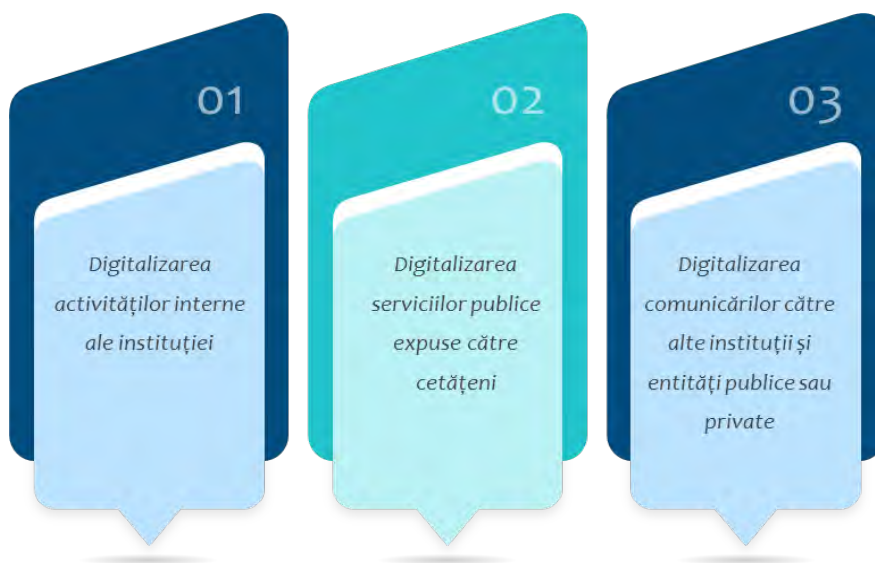 01
Digitalizarea
activităților interne
ale instituției
02
Digitalizarea
serviciilor publice
expuse către
cetățeni
03
Digitalizarea
comunicărilor către
alte instituții și
entități publice sau
private